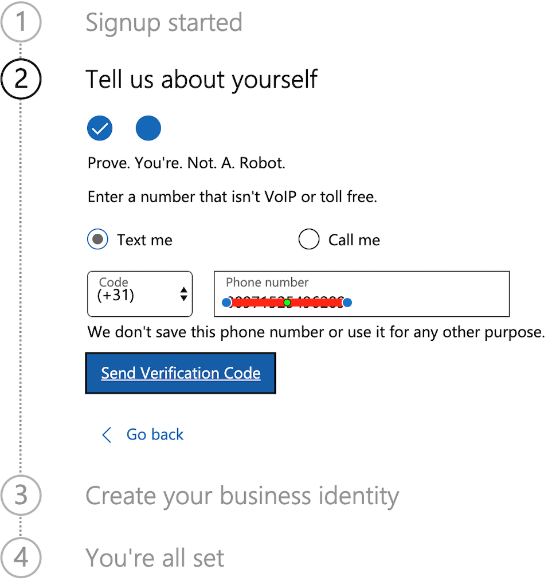 1 Signup started
2 Tell us about yourself
Prove. You're. Not. A. Robot.
Enter a number that isn't VoIP or toll free.
Text me Call me
Code Phone number
(+31)
We don't save this phone number or use it for any other purpose.
Send Verification Code
Go back
3 Create your business identity
4 You're all set